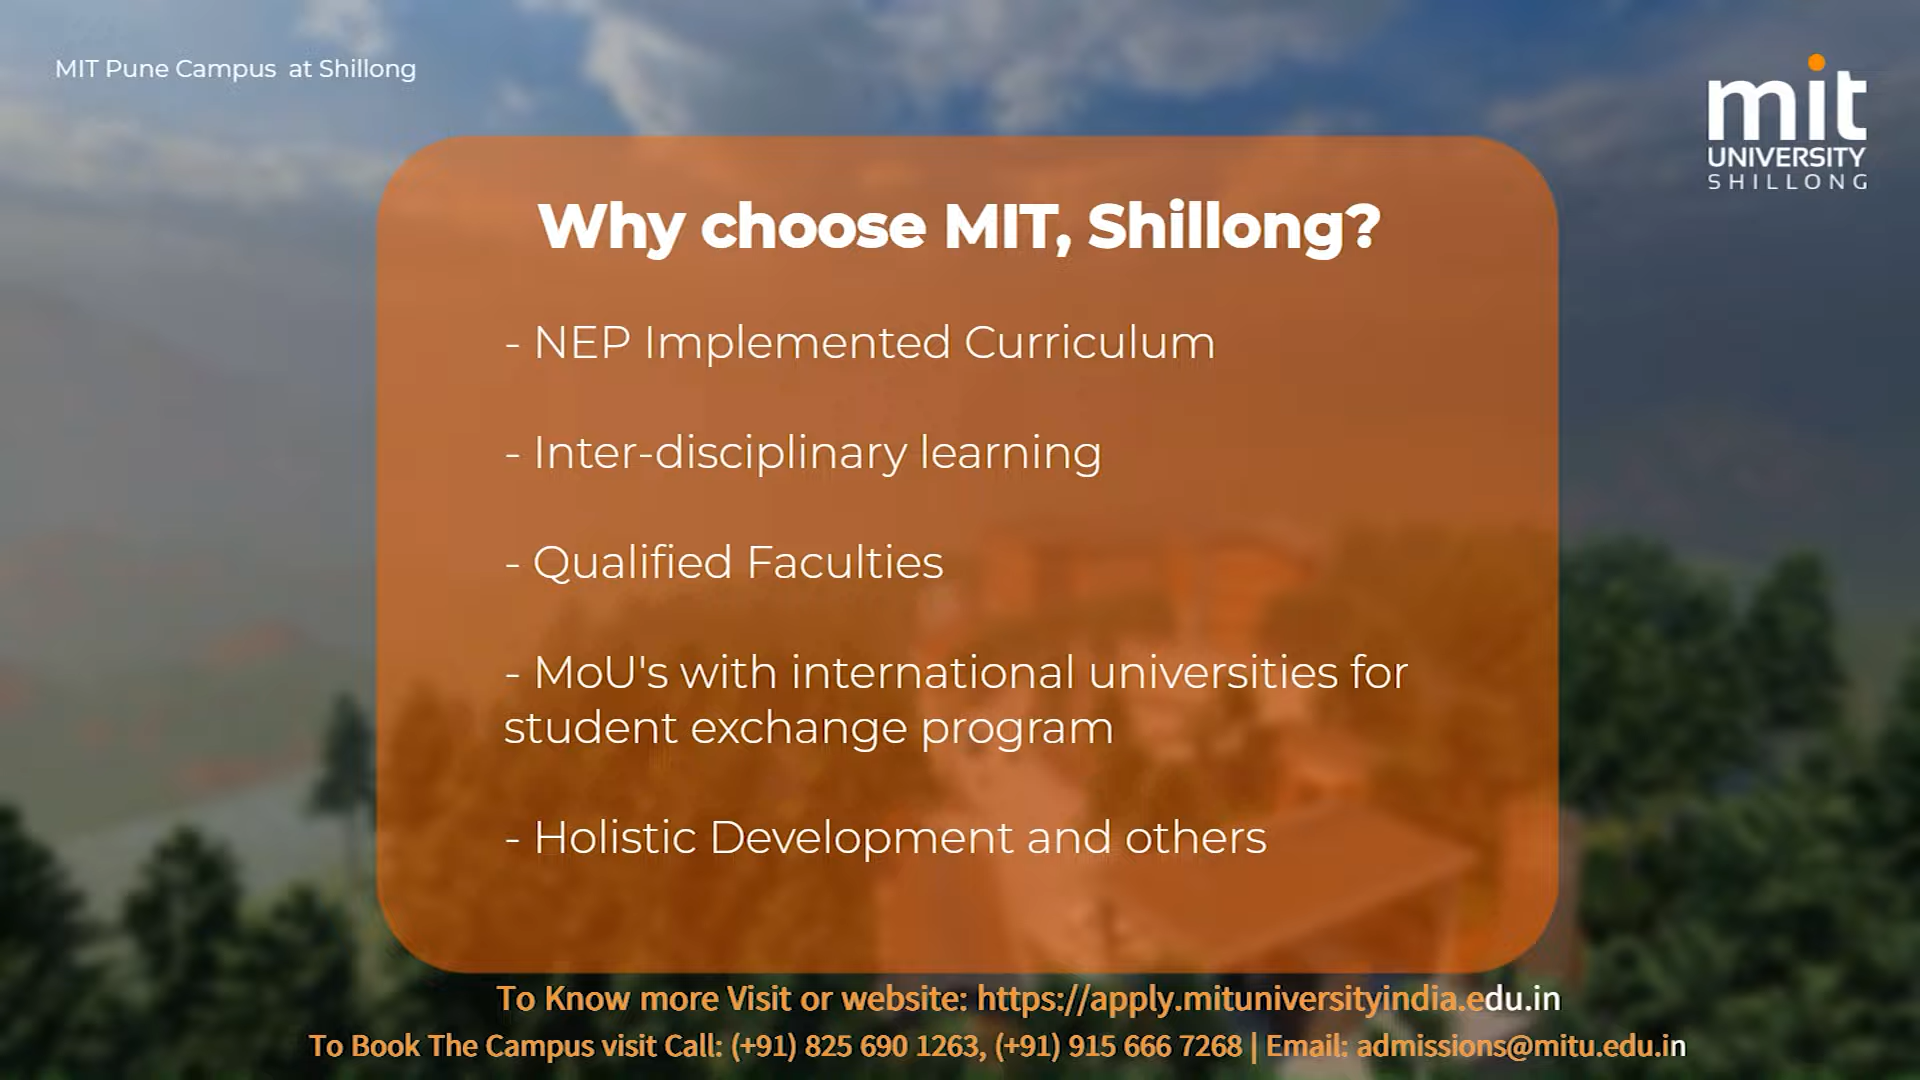 MIT Pune Campus at Shillong
mit
UNIVERSITY
SHILLONG
Why choose MIT, Shillong?
- NEP Implemented Curriculum
- Inter-disciplinary learning
- Qualified Faculties
- MoU's with international universities for
student exchange program
- Holistic Development and others
To Know more Visit or website: https://apply.mituniversityindia.edu.in
To Book The Campus visit Call: (+91) 825 690 1263, (+91) 915 666 7268 | Email: admissions@mitu.edu.in